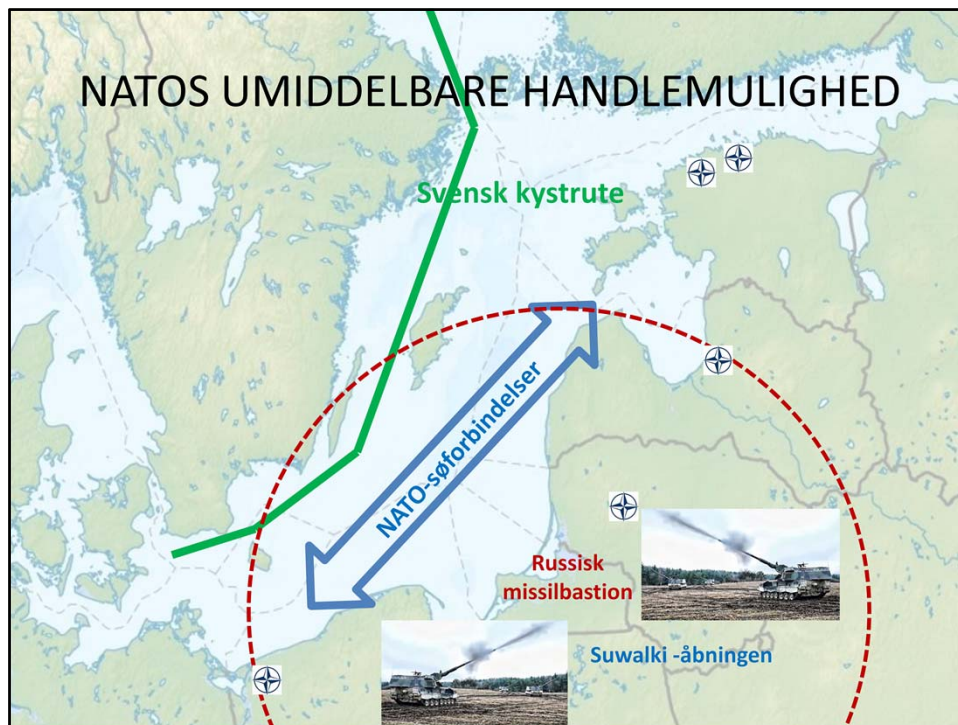 NATOS UMIDDELBARE HANDLEMULIGHED
Svensk kystrute
NATO-søforbindelser
Russisk
missilbastion
Suwalki -åbningen